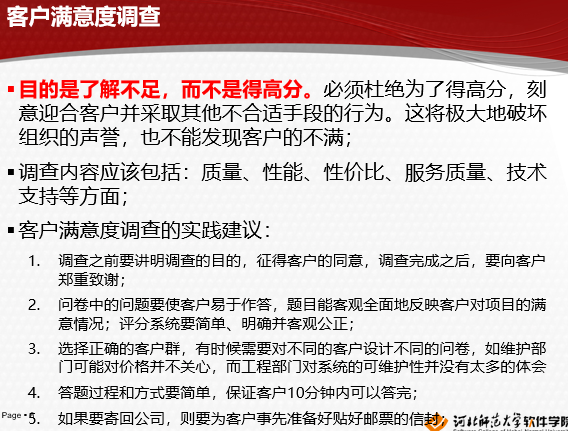 客户满意度调查
▪目的是了解不足，而不是得高分。必须杜绝为了得高分，刻
意迎合客户并采取其他不合适手段的行为。这将极大地破坏
组织的声誉，也不能发现客户的不满；
▪调查内容应该包括：质量、性能、性价比、服务质量、技术
支持等方面；
▪客户满意度调查的实践建议：
1. 调查之前要讲明调查的目的，征得客户的同意，调查完成之后，要向客户
郑重致谢；
2. 问卷中的问题要使客户易于作答，题目能客观全面地反映客户对项目的满
意情况；评分系统要简单、明确并客观公正；
3. 选择正确的客户群，有时候需要对不同的客户设计不同的问卷，如维护部
门可能对价格并不关心，而工程部门对系统的可维护性并没有太多的体会
4. 答题过程和方式要简单，保证客户10分钟内可以答完；
5. 如果要寄回公司，则要为客户事先准备好贴好邮票的信封
Page ▪
河北师范大学软件学院